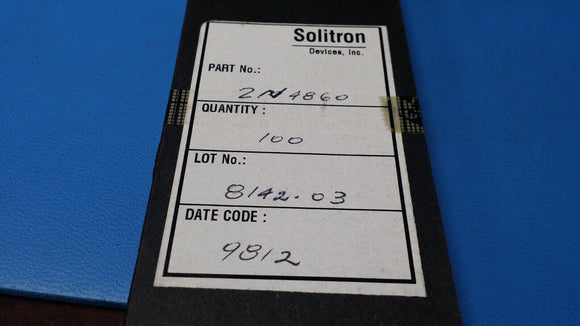 Solitron
Devices, Inc.
PART No.:
2N4860
QUANTITY :
100
LOT No.:
8142-03
DATE CODE :
9812